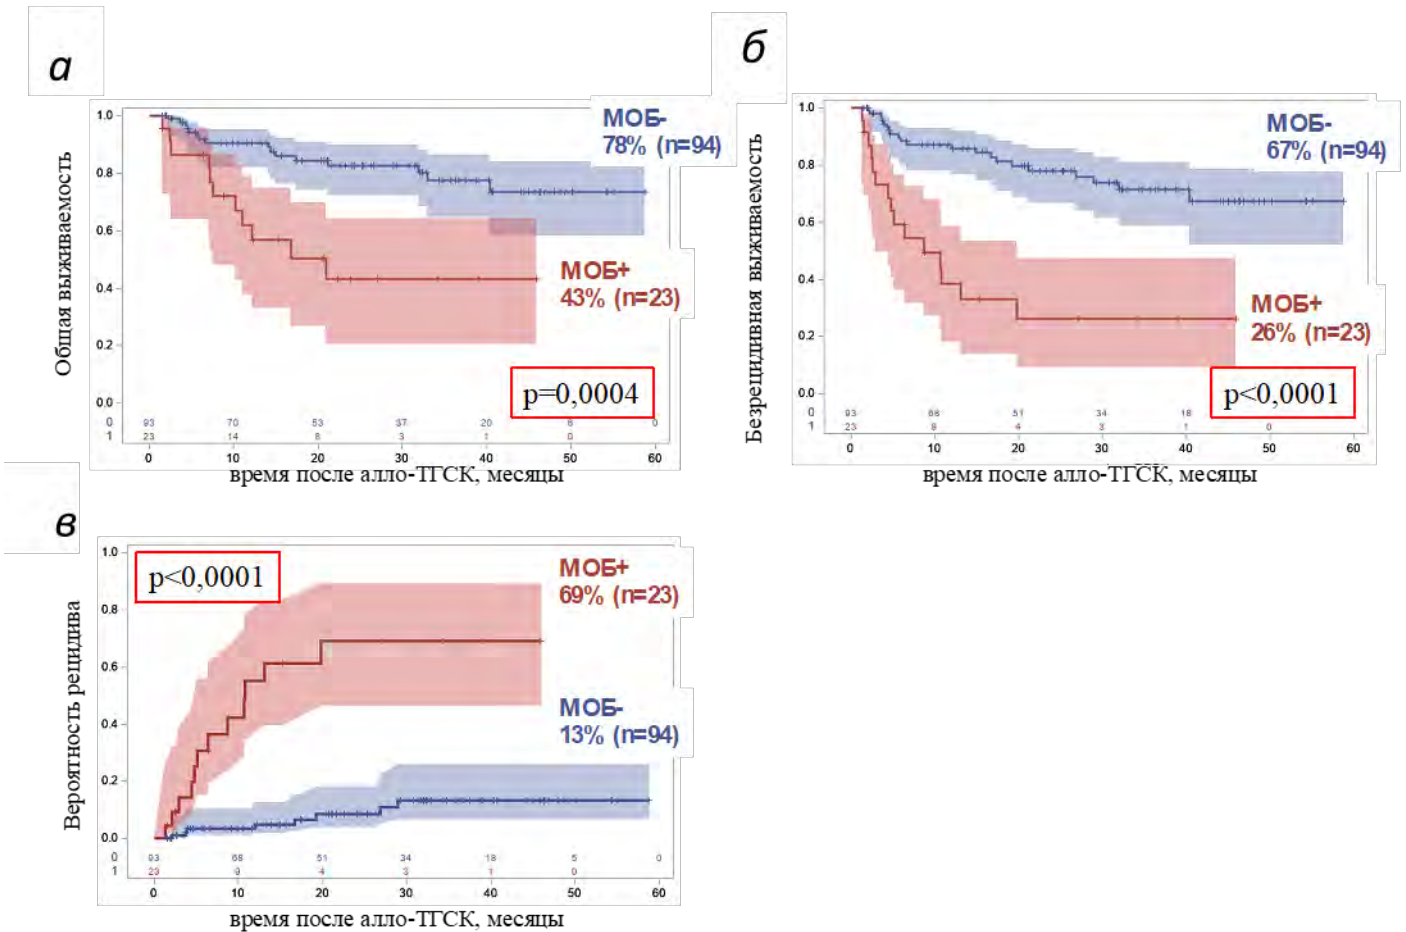 а
Общая выживаемость
1.0
0.8
0.6
0.4
0.2
0.0
МОБ-
78% (n=94)
МОБ+
43% (n=23)
p=0,0004
0 93 70 53 37 20 8 0
1 23 14 8 3 1 0
0 10 20 30 40 50 60
время после алло-ТГСК, месяцы
б
Безрецидивная выживаемость
1.0
0.8
0.6
0.4
0.2
0.0
МОБ-
67% (n=94)
МОБ+
26% (n=23)
p<0,0001
0 93 68 51 34 18
1 23 9 4 3 1 0
0 10 20 30 40 50 60
время после алло-ТГСК, месяцы
в
Вероятность рецидива
1.0
0.8
0.6
0.4
0.2
0.0
p<0,0001
МОБ+
69% (n=23)
МОБ-
13% (n=94)
0 93 68 51 34 18 5 0
1 23 9 4 3 1 0
0 10 20 30 40 50 60
время после алло-ТГСК, месяцы